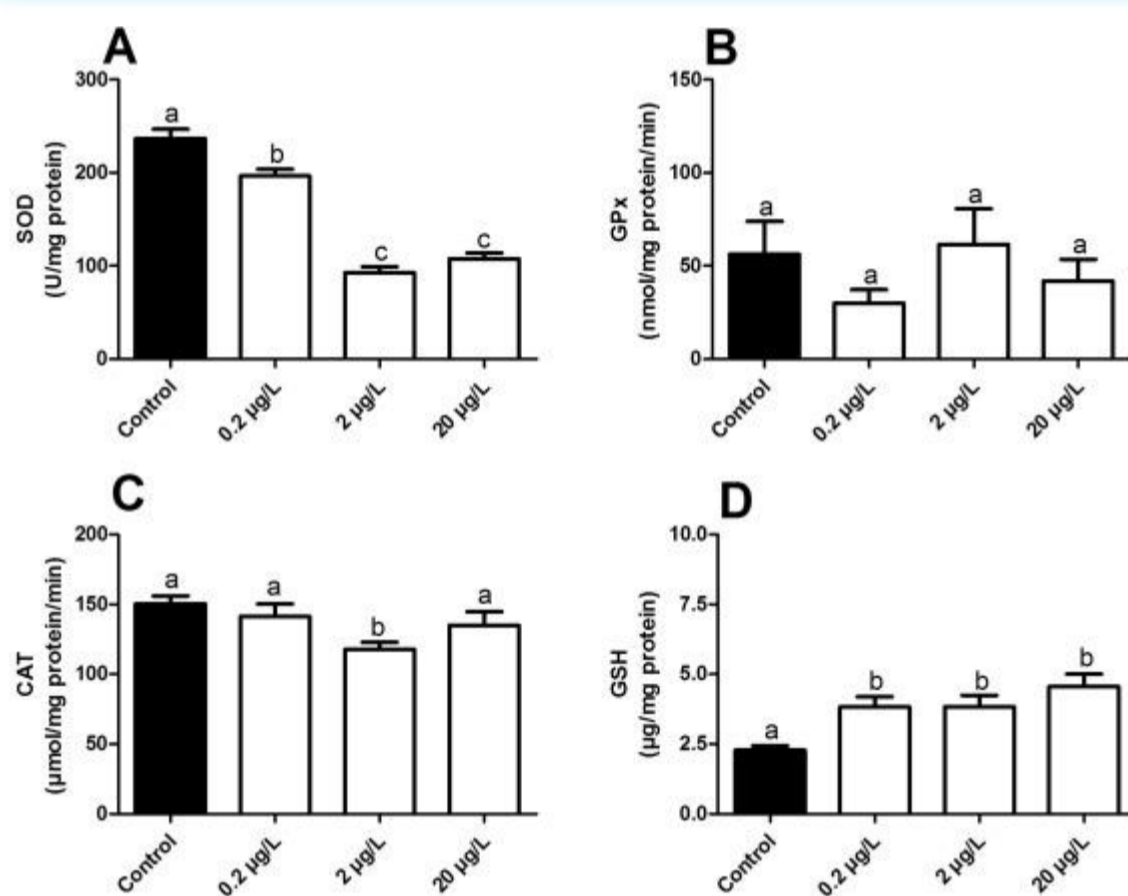 A
SOD
(U/mg protein)
300
200
100
0
a
b
c
c
Control
0.2 µg/L
2 µg/L
20 µg/L
B
GPx
(nmol/mg protein/min)
150
100
50
0
a
a
a
a
Control
0.2 µg/L
2 µg/L
20 µg/L
C
CAT
(µmol/mg protein/min)
200
150
100
50
0
a
a
b
a
Control
0.2 µg/L
2 µg/L
20 µg/L
D
GSH
(µg/mg protein)
10.0
7.5
5.0
2.5
0.0
a
b
b
b
Control
0.2 µg/L
2 µg/L
20 µg/L